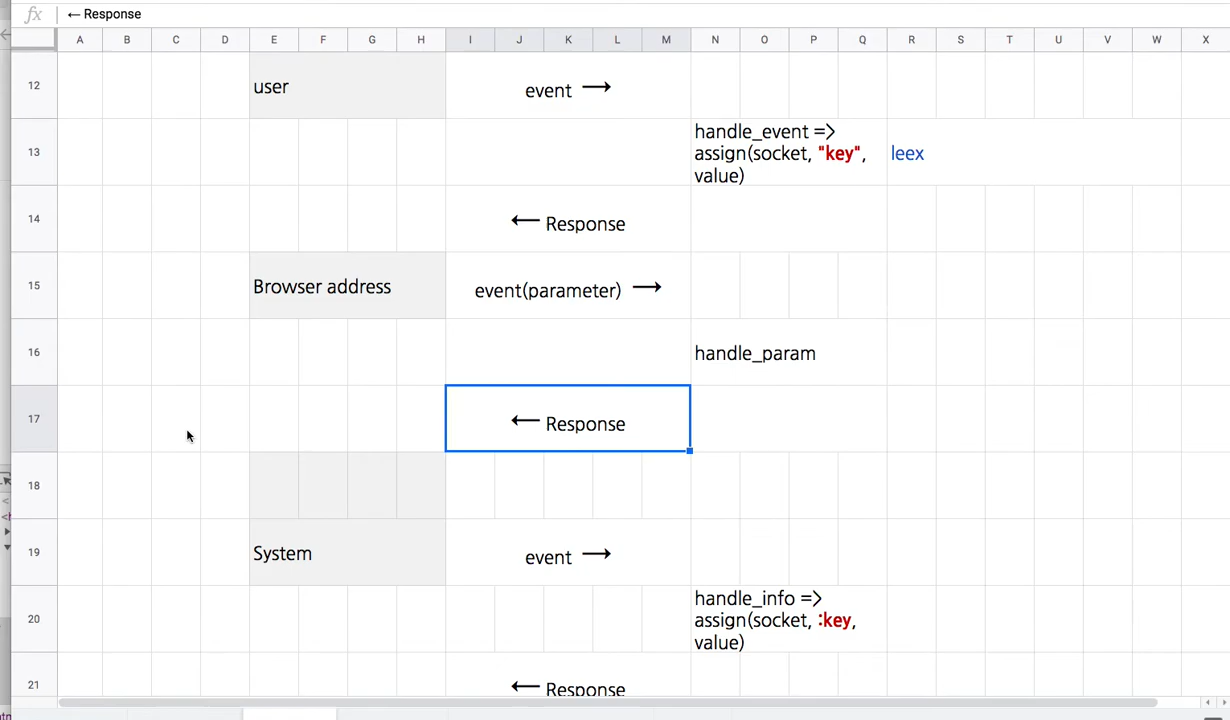 fx ← Response
A B C D E F G H I J K L M N O P Q R S T U V W X
12 user event →
13 handle_event =>
assign(socket, "key", leex
value)
14 ← Response
15 Browser address event(parameter) →
16 handle_param
17 ← Response
18
19 System event →
20 handle_info =>
assign(socket, :key,
value)
21 ← Response